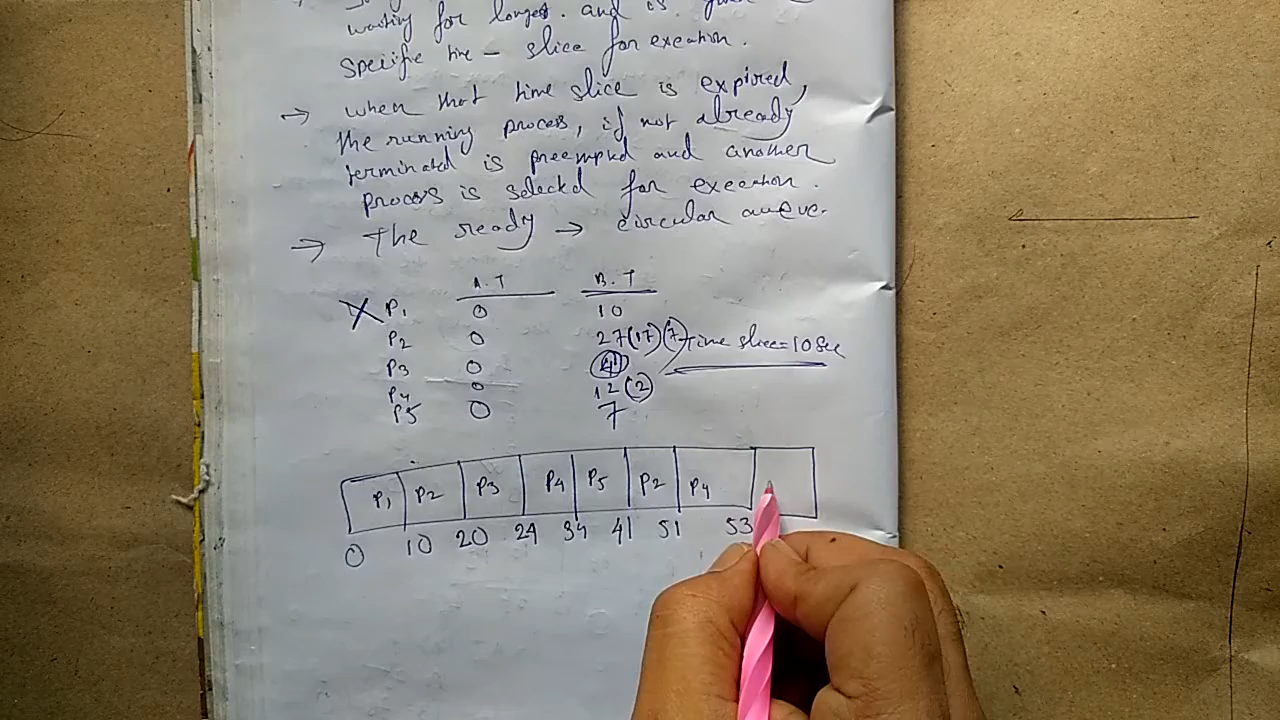 waiting for longest. and is given
specific time - slice for execution.
→ when that time slice is expired,
the running process, if not already
terminated is preempted and another
process is selected for execution.
→ The ready → circular queue.
A.T B.T
P1 0 10
P2 0 27(17)(7) time slice=10 sec
P3 0 4
P4 0 12(2)
P5 0 7
P1 P2 P3 P4 P5 P2 P4
0 10 20 24 34 41 51 53